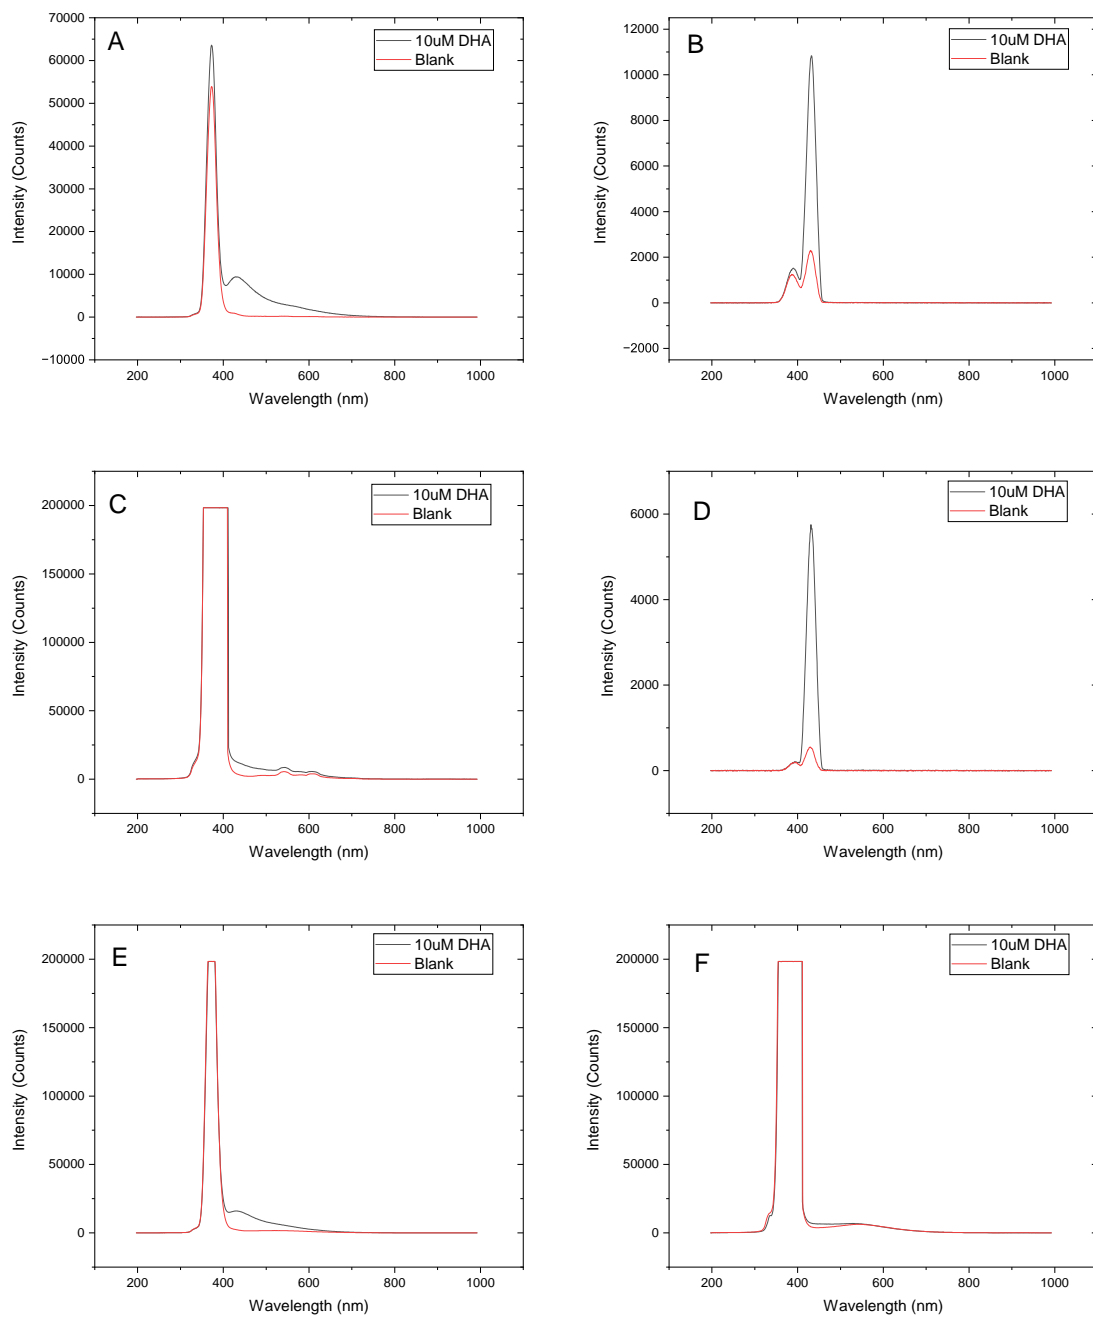 A
10uM DHA
Blank
70000
60000
50000
40000
30000
20000
10000
0
−10000
200 400 600 800 1000
Wavelength (nm)
Intensity (Counts)
B
10uM DHA
Blank
12000
10000
8000
6000
4000
2000
0
−2000
200 400 600 800 1000
Wavelength (nm)
Intensity (Counts)
C
10uM DHA
Blank
200000
150000
100000
50000
0
200 400 600 800 1000
Wavelength (nm)
Intensity (Counts)
D
10uM DHA
Blank
6000
4000
2000
0
200 400 600 800 1000
Wavelength (nm)
Intensity (Counts)
E
10uM DHA
Blank
200000
150000
100000
50000
0
200 400 600 800 1000
Wavelength (nm)
Intensity (Counts)
F
10uM DHA
Blank
200000
150000
100000
50000
0
200 400 600 800 1000
Wavelength (nm)
Intensity (Counts)